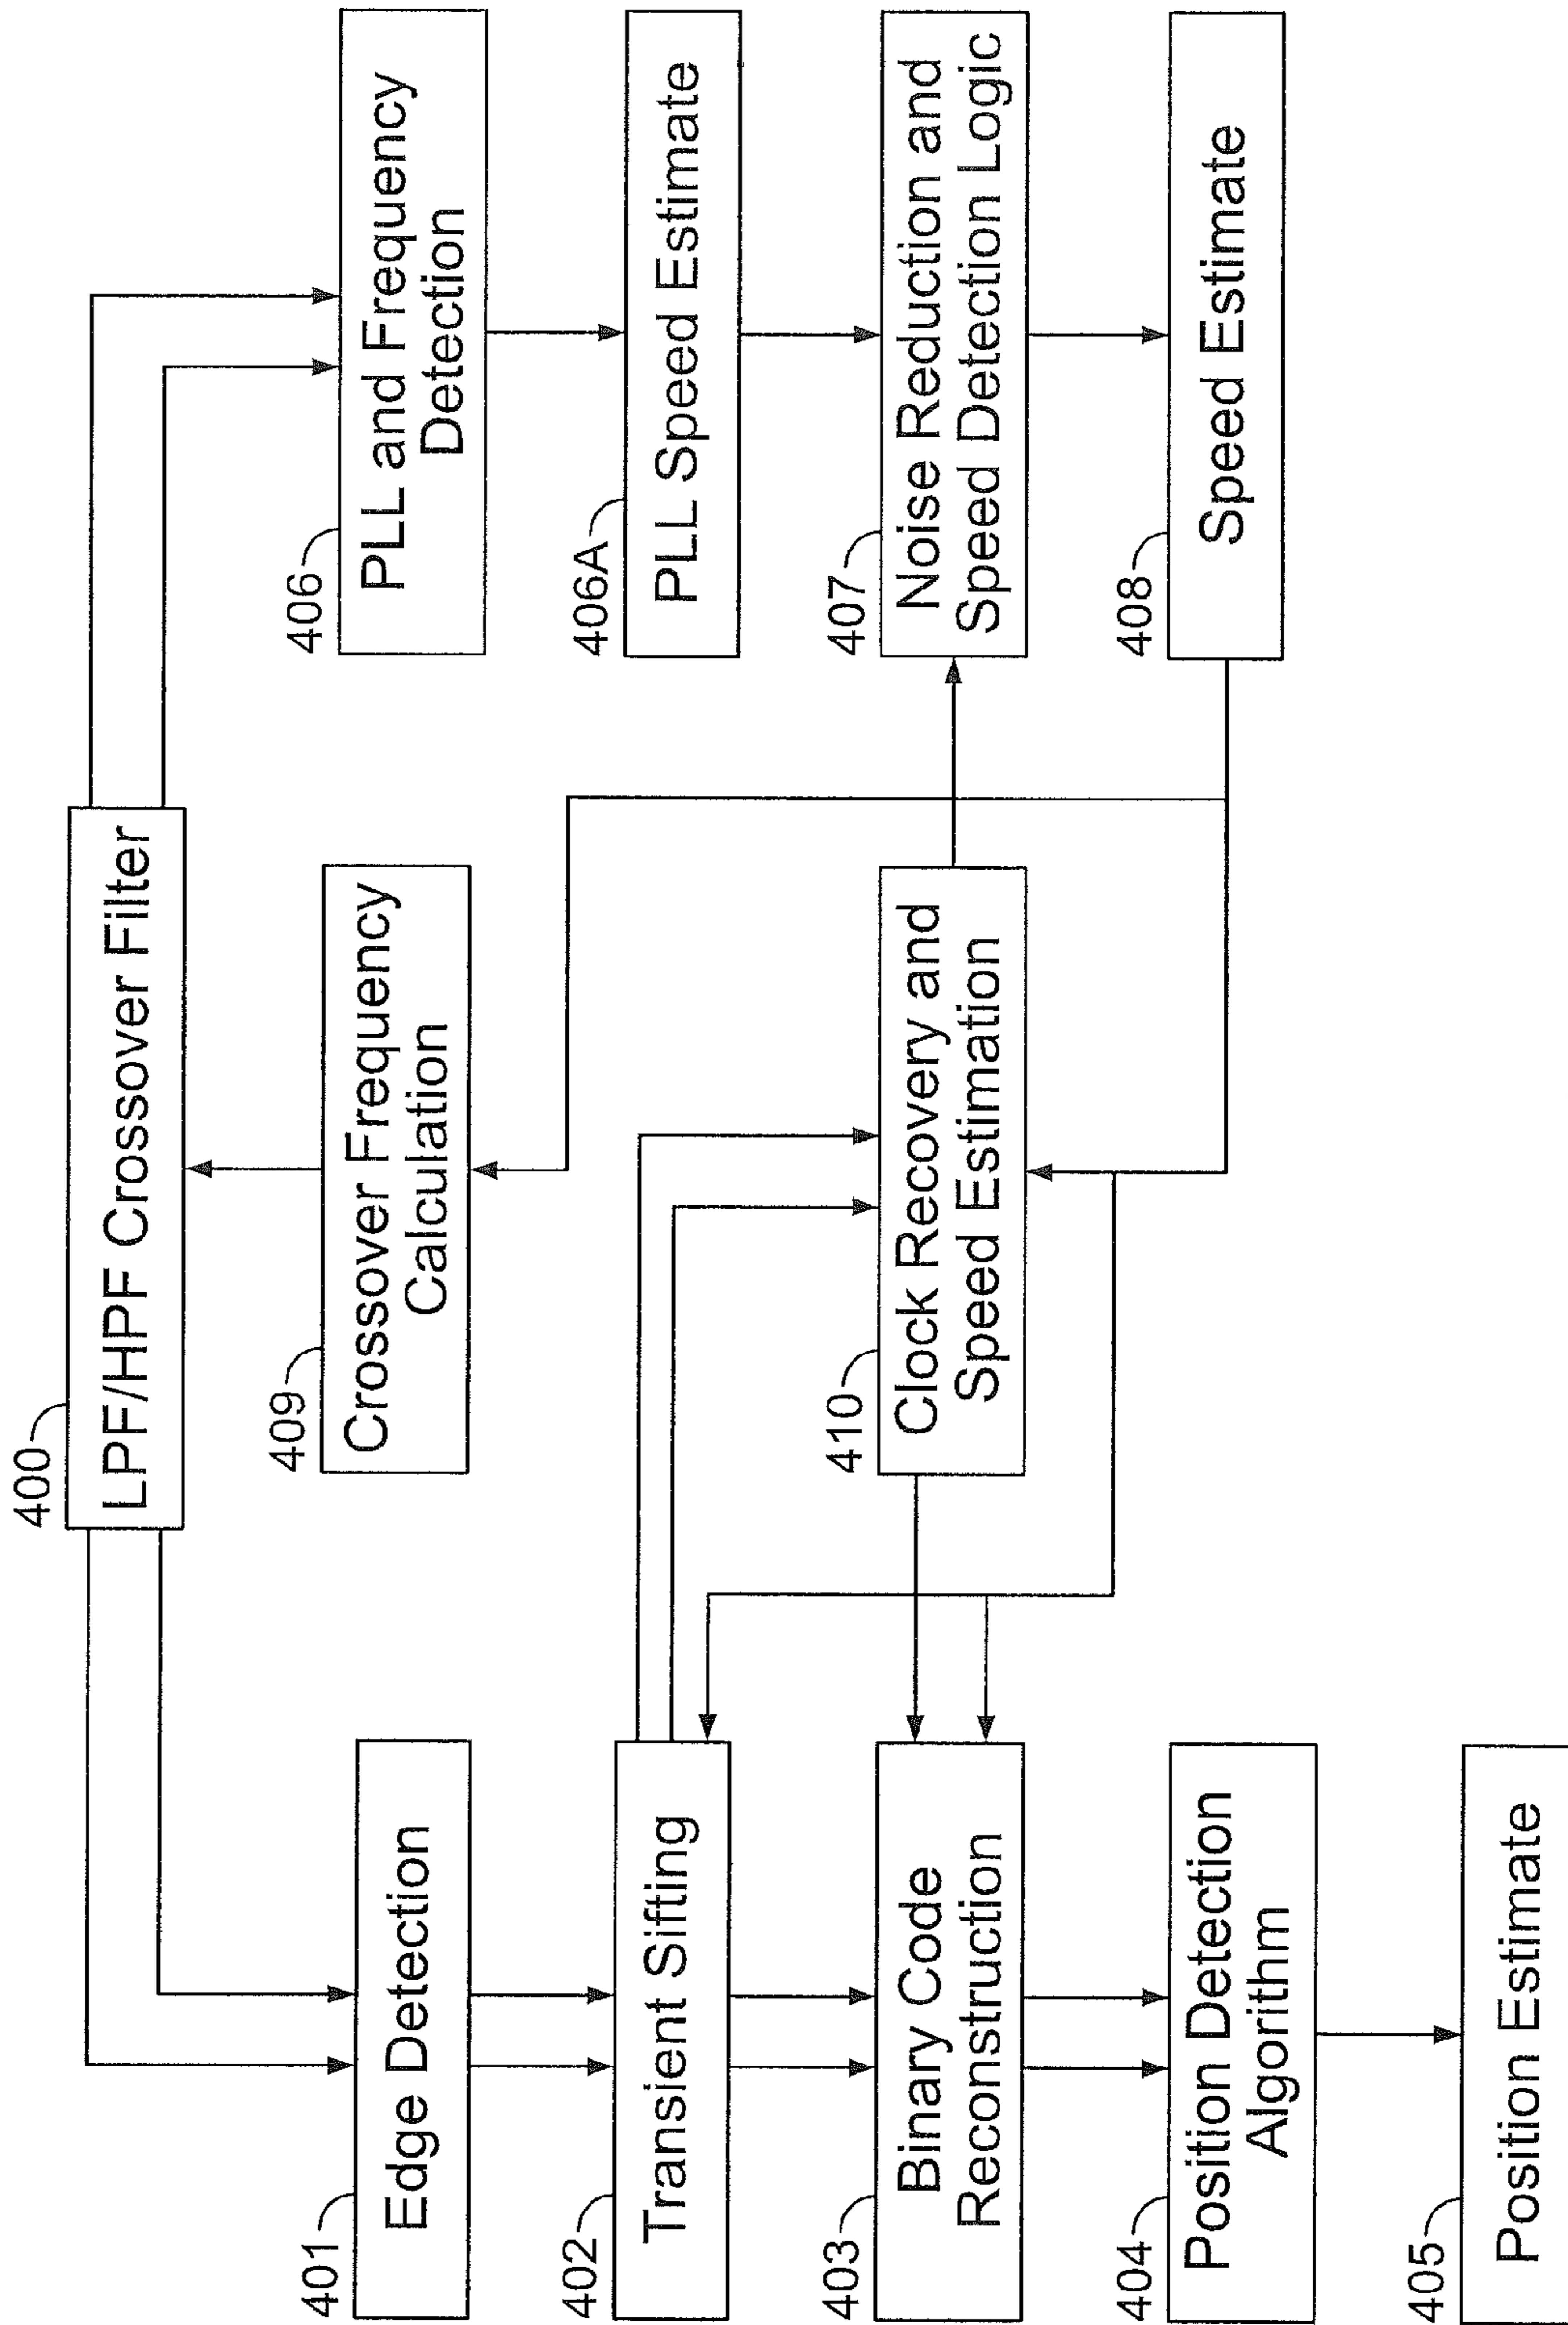 400
LPF/HPF Crossover Filter
401
Edge Detection
402
Transient Sifting
403
Binary Code
Reconstruction
404
Position Detection
Algorithm
405
Position Estimate
409
Crossover Frequency
Calculation
410
Clock Recovery and
Speed Estimation
406
PLL and Frequency
Detection
406A
PLL Speed Estimate
407
Noise Reduction and
Speed Detection Logic
408
Speed Estimate